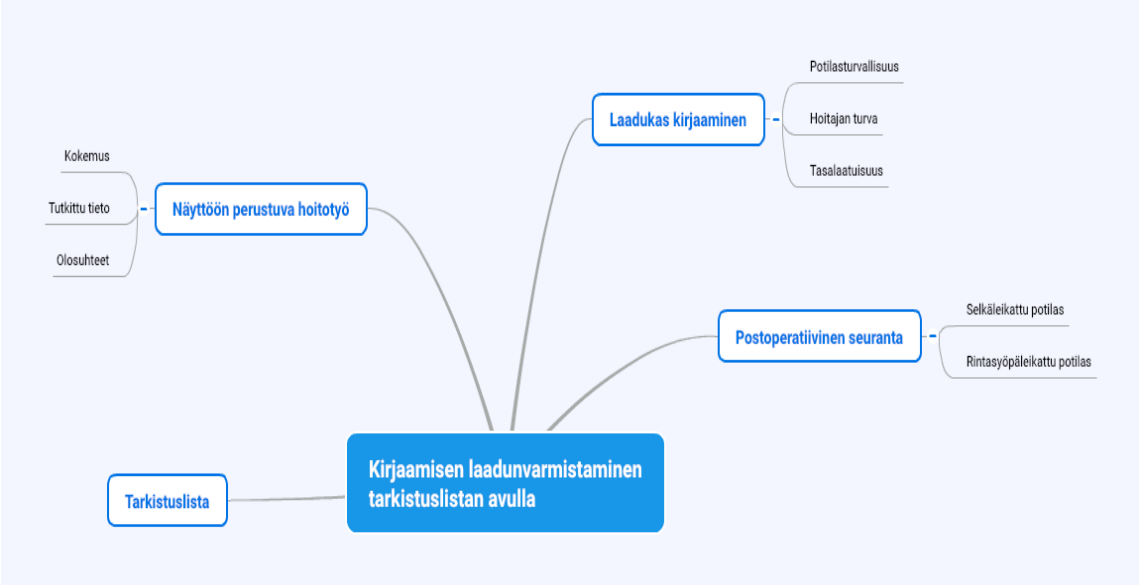 Potilasturvallisuus
Laadukas kirjaaminen
Hoitajan turva
Tasalaatuisuus
Kokemus
Näyttöön perustuva hoitotyö
Tutkittu tieto
Olosuhteet
Selkäleikattu potilas
Postoperatiivinen seuranta
Rintasyöpäleikattu potilas
Kirjaamisen laadunvarmistaminen
tarkistuslistan avulla
Tarkistuslista